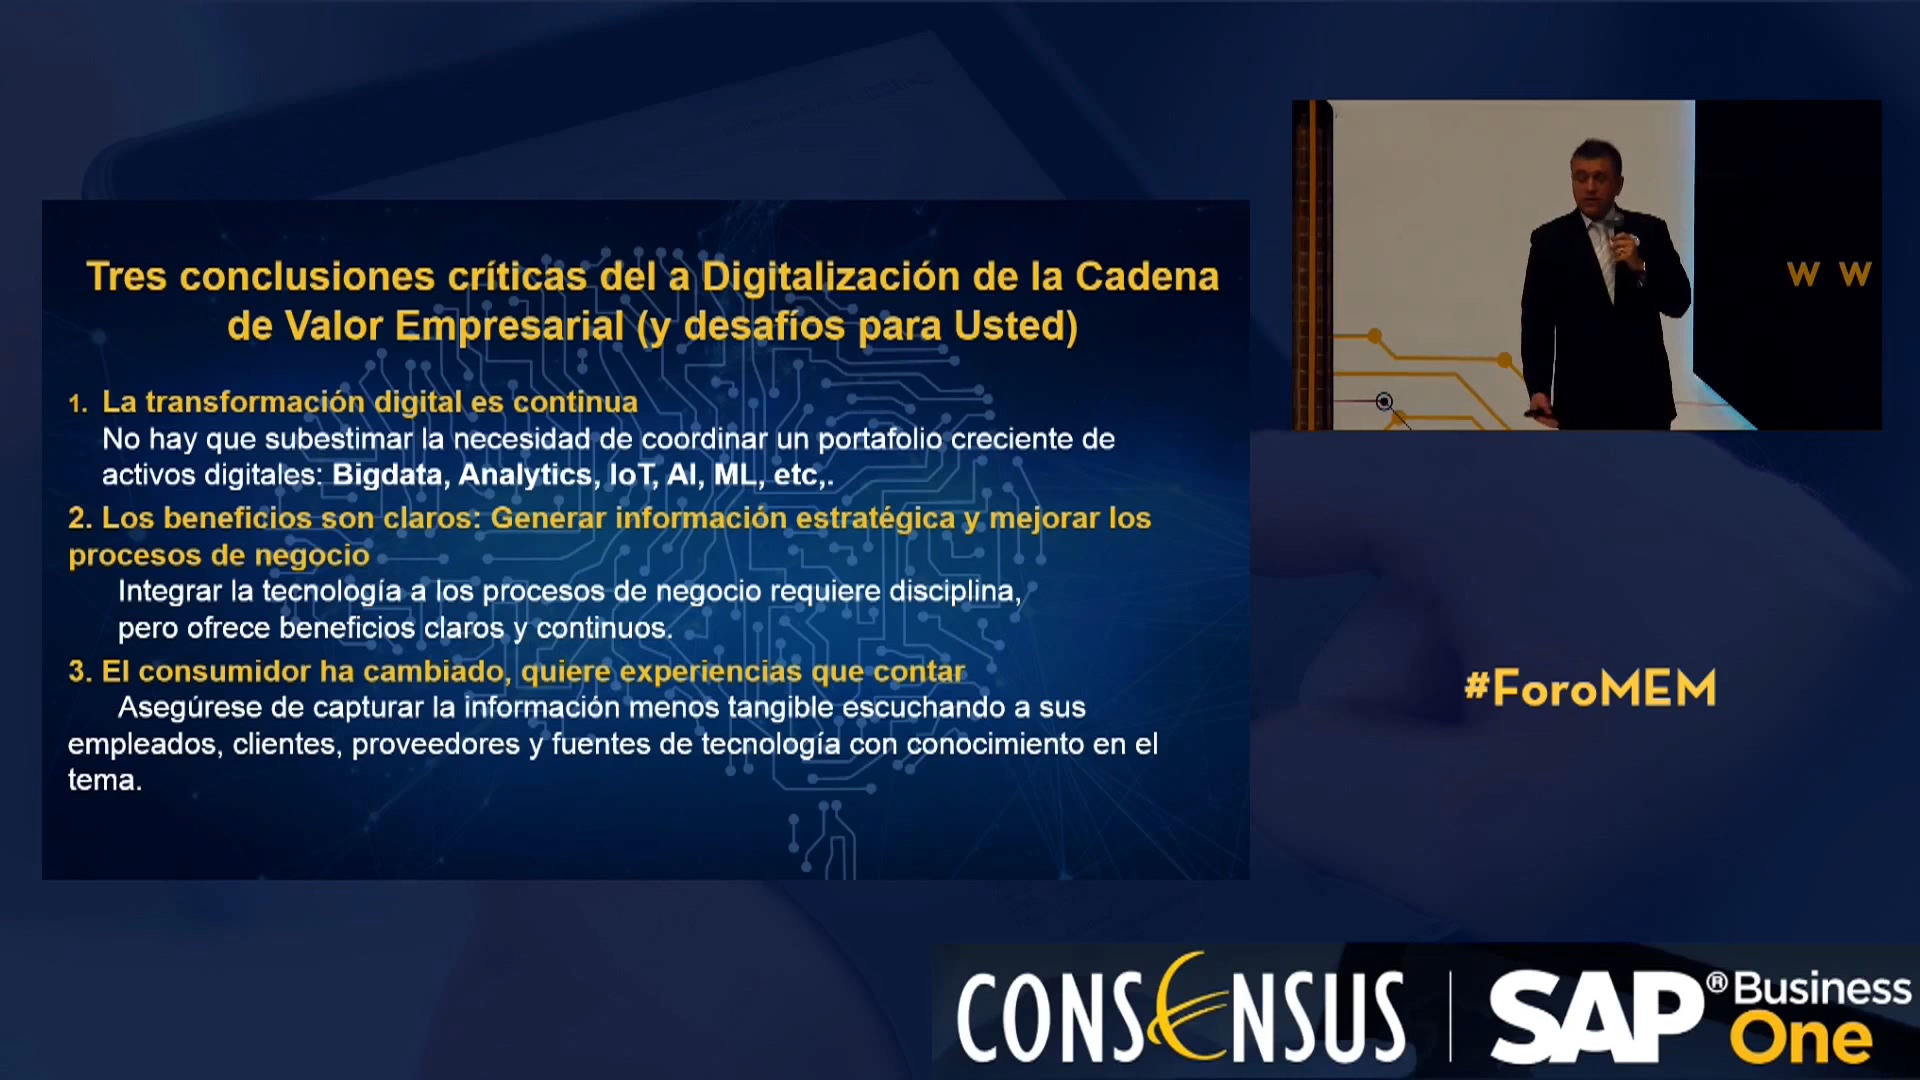 Tres conclusiones críticas del a Digitalización de la Cadena
de Valor Empresarial (y desafíos para Usted)
1. La transformación digital es continua
No hay que subestimar la necesidad de coordinar un portafolio creciente de
activos digitales: Bigdata, Analytics, IoT, AI, ML, etc,.
2. Los beneficios son claros: Generar información estratégica y mejorar los
procesos de negocio
Integrar la tecnología a los procesos de negocio requiere disciplina,
pero ofrece beneficios claros y continuos.
3. El consumidor ha cambiado, quiere experiencias que contar
Asegúrese de capturar la información menos tangible escuchando a sus
empleados, clientes, proveedores y fuentes de tecnología con conocimiento en el
tema.
W W
#ForoMEM
CONSENSUS
SAP® Business
One